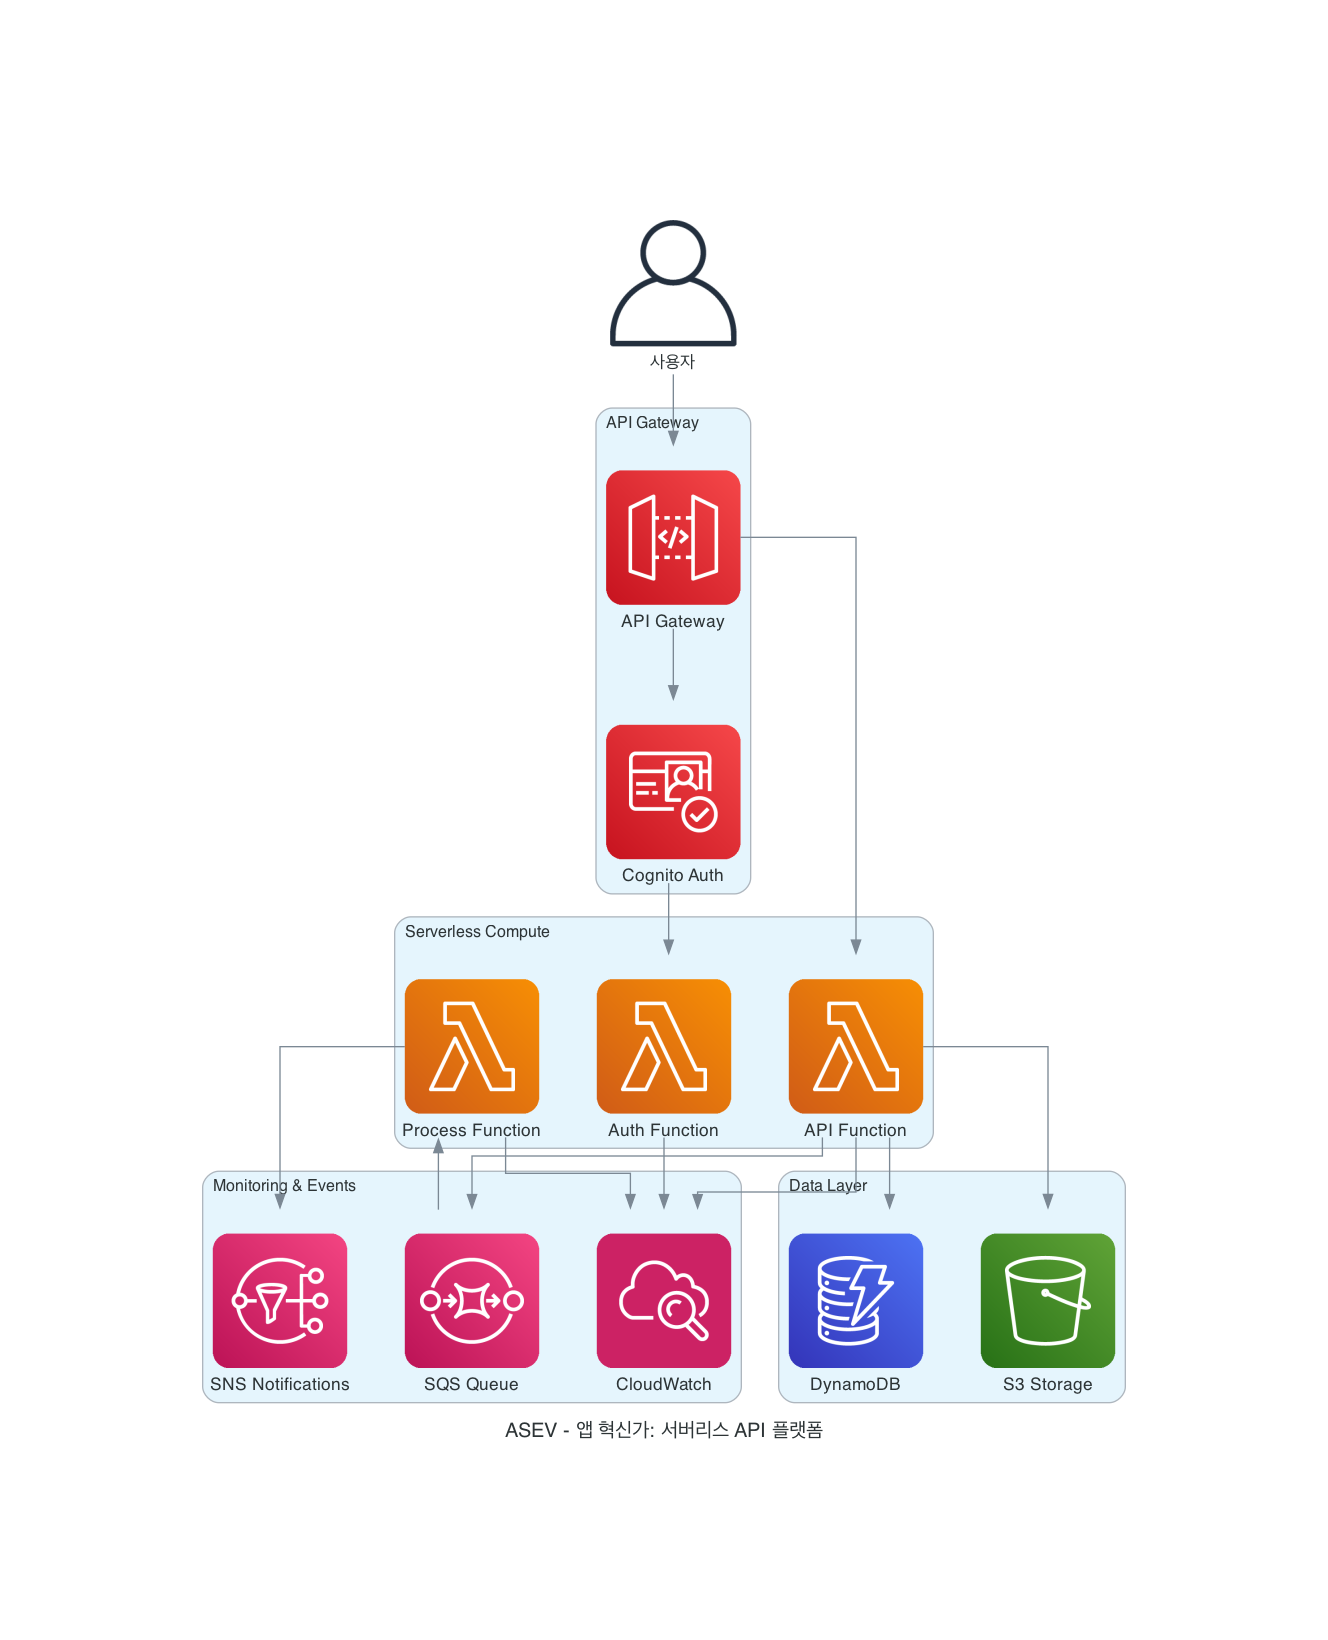 사용자
API Gateway
API Gateway
Cognito Auth
Serverless Compute
Process Function
Auth Function
API Function
Monitoring & Events
Data Layer
SNS Notifications
SQS Queue
CloudWatch
DynamoDB
S3 Storage
ASEV - 앱 혁신가: 서버리스 API 플랫폼